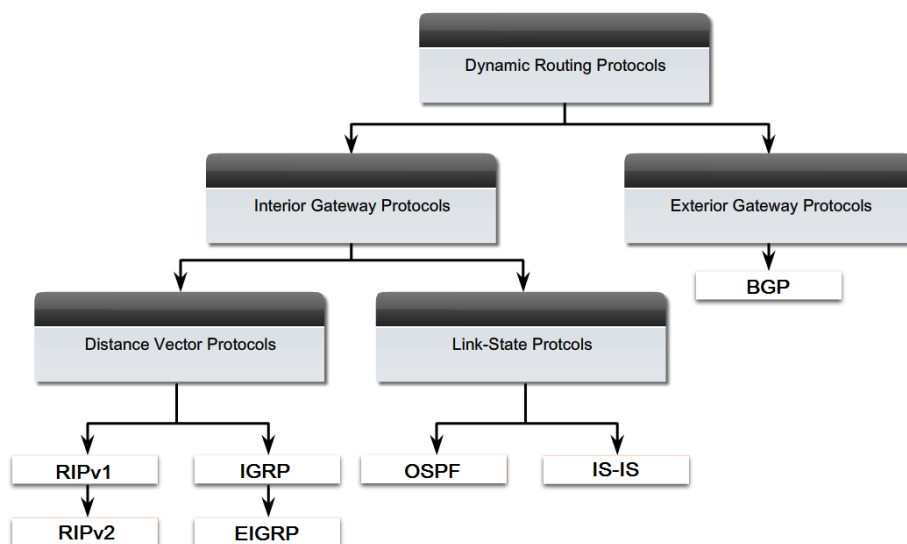 Dynamic Routing Protocols
Interior Gateway Protocols
Exterior Gateway Protocols
BGP
Distance Vector Protocols
Link-State Protcols
RIPv1
IGRP
OSPF
IS-IS
RIPv2
EIGRP